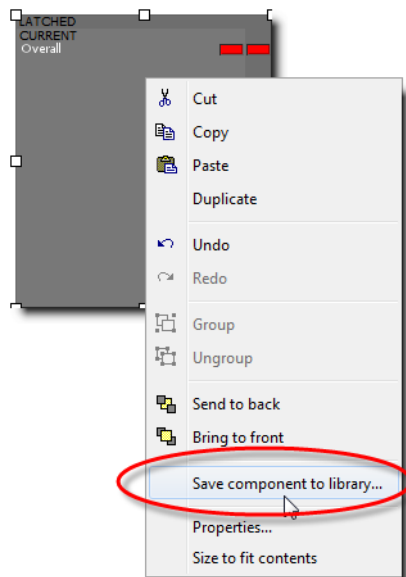 LATCHED
CURRENT
Overall
Cut
Copy
Paste
Duplicate
Undo
Redo
Group
Ungroup
Send to back
Bring to front
Save component to library...
Properties...
Size to fit contents